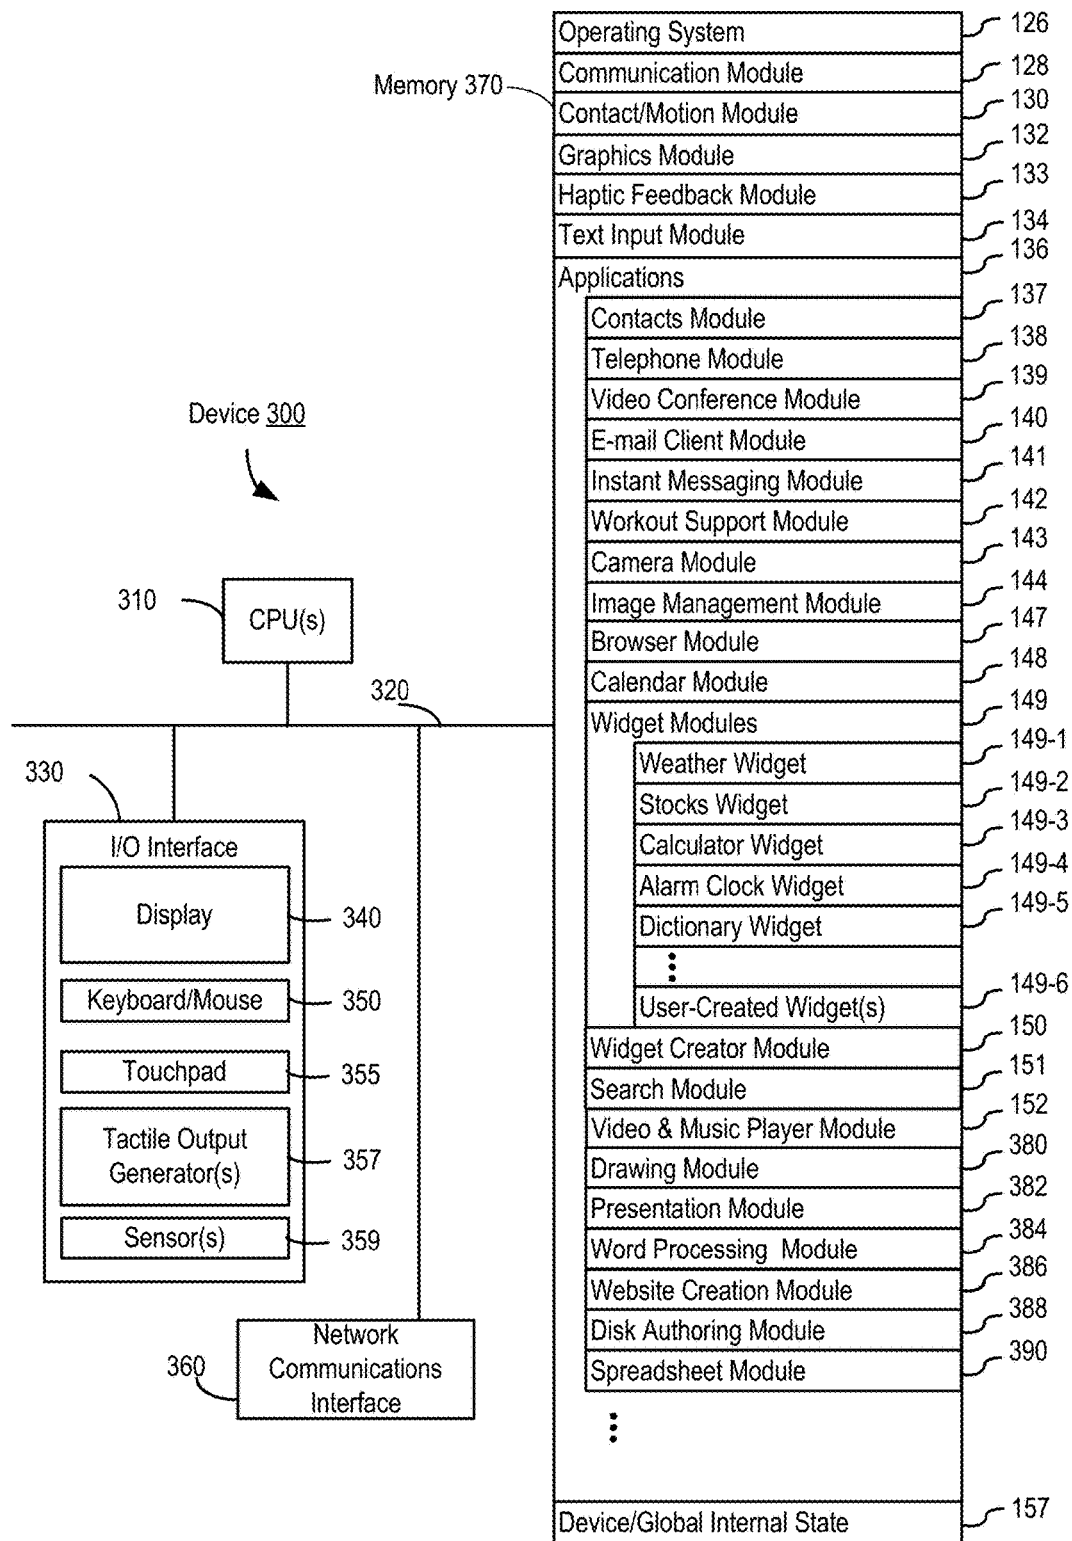 Operating System 126
Communication Module 128
Memory 370
Contact/Motion Module 130
Graphics Module 132
Haptic Feedback Module 133
Text Input Module 134
Applications 136
Contacts Module 137
Telephone Module 138
Video Conference Module 139
E-mail Client Module 140
Instant Messaging Module 141
Workout Support Module 142
Camera Module 143
Image Management Module 144
Browser Module 147
Calendar Module 148
Widget Modules 149
Weather Widget 149-1
Stocks Widget 149-2
Calculator Widget 149-3
Alarm Clock Widget 149-4
Dictionary Widget 149-5
User-Created Widget(s) 149-6
Widget Creator Module 150
Search Module 151
Video & Music Player Module 152
Drawing Module 380
Presentation Module 382
Word Processing Module 384
Website Creation Module 386
Disk Authoring Module 388
Spreadsheet Module 390
Device/Global Internal State 157
Device 300
310
CPU(s)
320
330
I/O Interface
Display 340
Keyboard/Mouse 350
Touchpad 355
Tactile Output
Generator(s) 357
Sensor(s) 359
360
Network
Communications
Interface